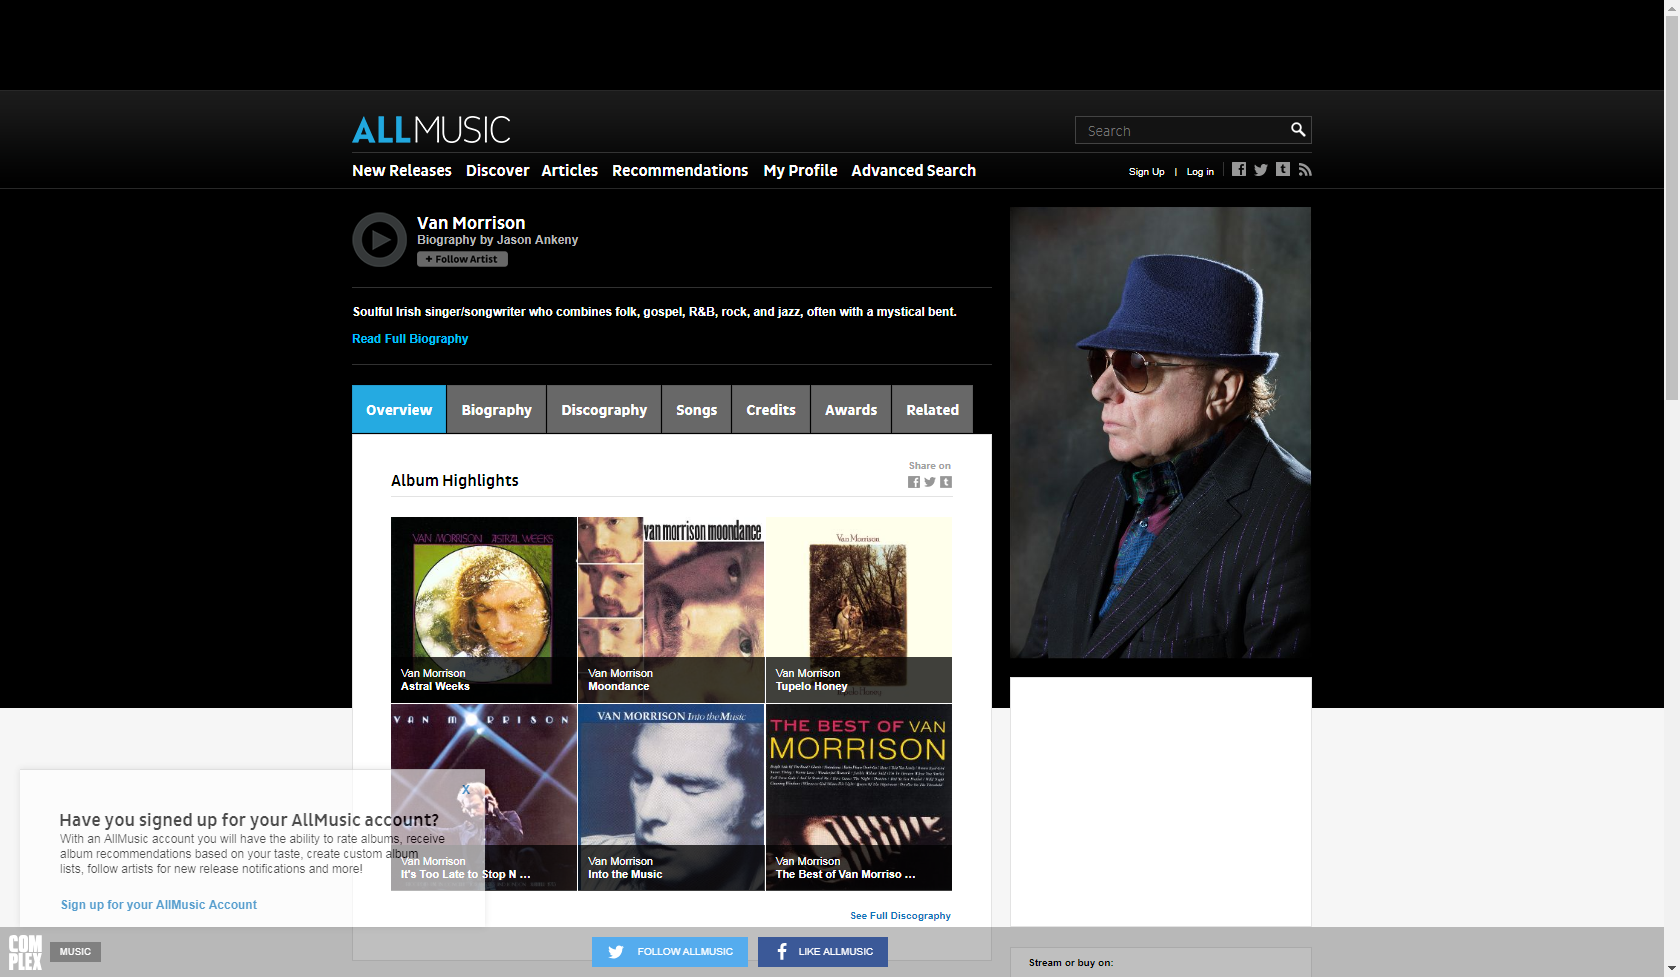 ALLMUSIC
Search
New Releases Discover Articles Recommendations My Profile Advanced Search
Sign Up | Log in
Van Morrison
Biography by Jason Ankeny
+ Follow Artist
Soulful Irish singer/songwriter who combines folk, gospel, R&B, rock, and jazz, often with a mystical bent.
Read Full Biography
Overview Biography Discography Songs Credits Awards Related
Share on
Album Highlights
VAN MORRISON ASTRAL WEEKS
van morrison moondance
Van Morrison
Van Morrison
Astral Weeks
Van Morrison
Moondance
Van Morrison
Tupelo Honey
Tupelo Honey
VAN MORRISON
VAN MORRISON Into the Music
THE BEST OF VAN
MORRISON
Van Morrison
It's Too Late to Stop N ...
Van Morrison
Into the Music
Van Morrison
The Best of Van Morriso ...
See Full Discography
X
Have you signed up for your AllMusic account?
With an AllMusic account you will have the ability to rate albums, receive
album recommendations based on your taste, create custom album
lists, follow artists for new release notifications and more!
Sign up for your AllMusic Account
COM
PLEX
MUSIC
FOLLOW ALLMUSIC
LIKE ALLMUSIC
Stream or buy on: